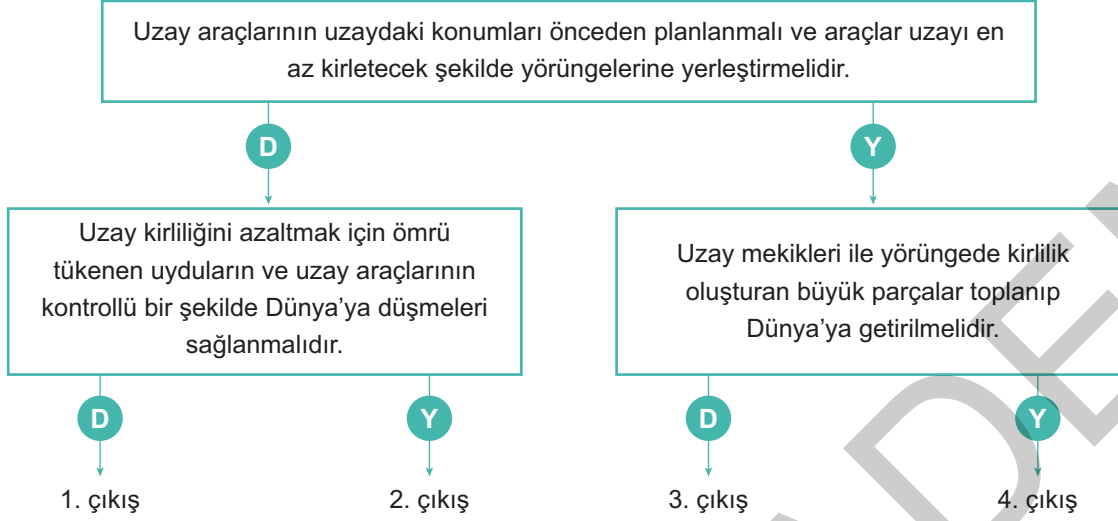 Uzay araçlarının uzaydaki konumları önceden planlanmalı ve araçlar uzayı en
az kirletecek şekilde yörüngelerine yerleştirmelidir.
D
Y
Uzay kirliliğini azaltmak için ömrü
tükenen uyduların ve uzay araçlarının
kontrollü bir şekilde Dünya’ya düşmeleri
sağlanmalıdır.
Uzay mekikleri ile yörüngede kirlilik
oluşturan büyük parçalar toplanıp
Dünya’ya getirilmelidir.
D
Y
D
Y
1. çıkış
2. çıkış
3. çıkış
4. çıkış